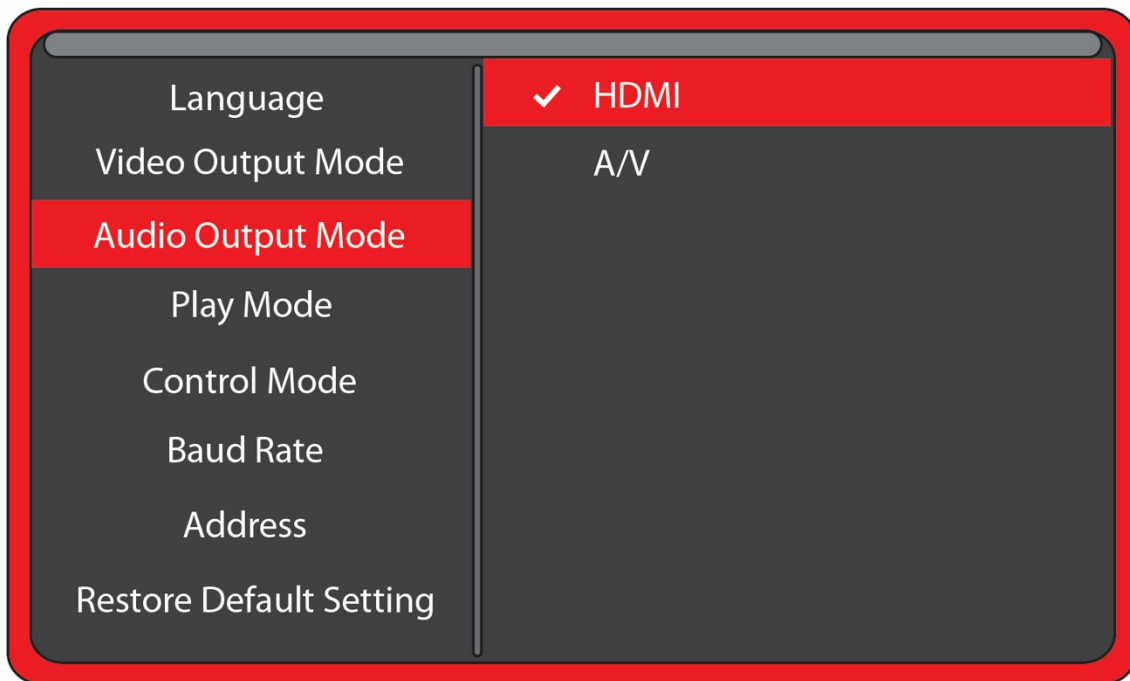 Language
Video Output Mode
Audio Output Mode
Play Mode
Control Mode
Baud Rate
Address
Restore Default Setting
HDMI
A/V